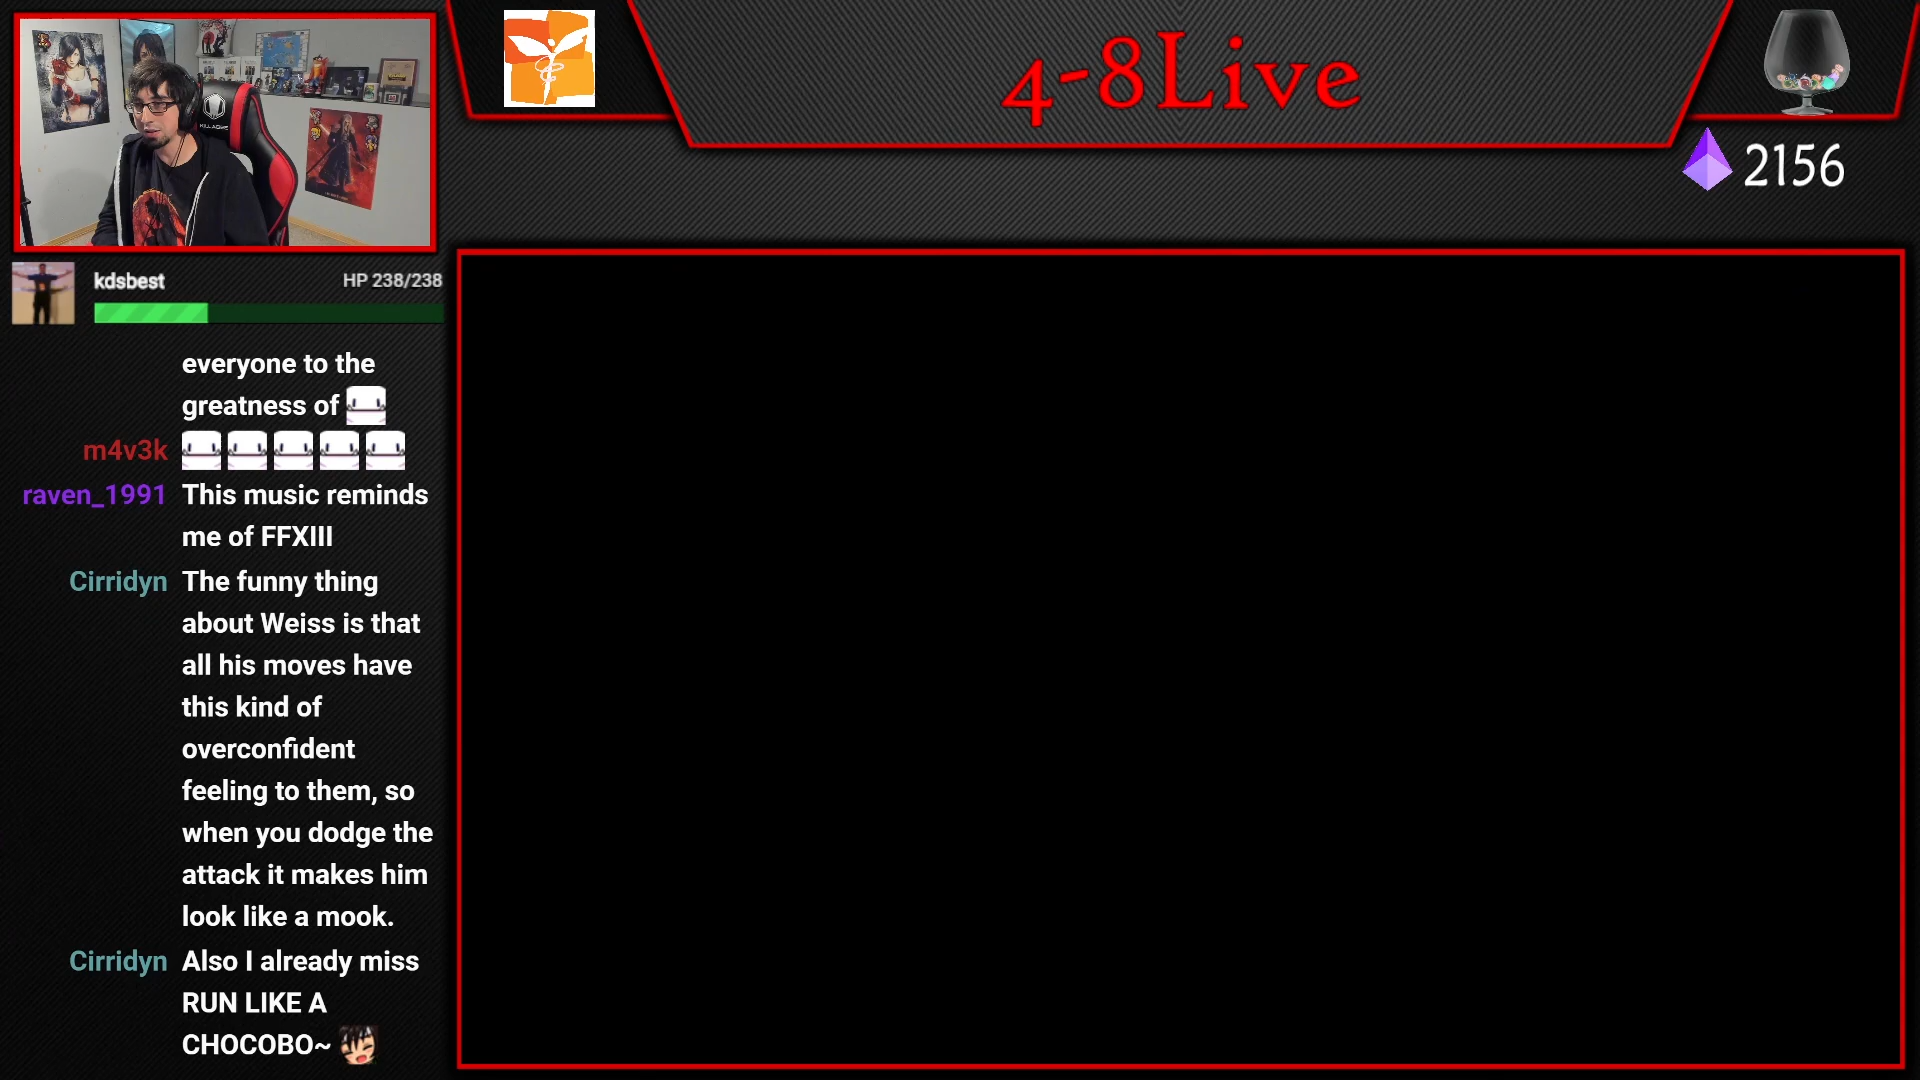 4-8Live
2156
KILLABEE
kdsbest
HP 238/238
everyone to the
greatness of
m4v3k
raven_1991 This music reminds
me of FFXIII
Cirridyn The funny thing
about Weiss is that
all his moves have
this kind of
overconfident
feeling to them, so
when you dodge the
attack it makes him
look like a mook.
Cirridyn Also I already miss
RUN LIKE A
CHOCOBO~